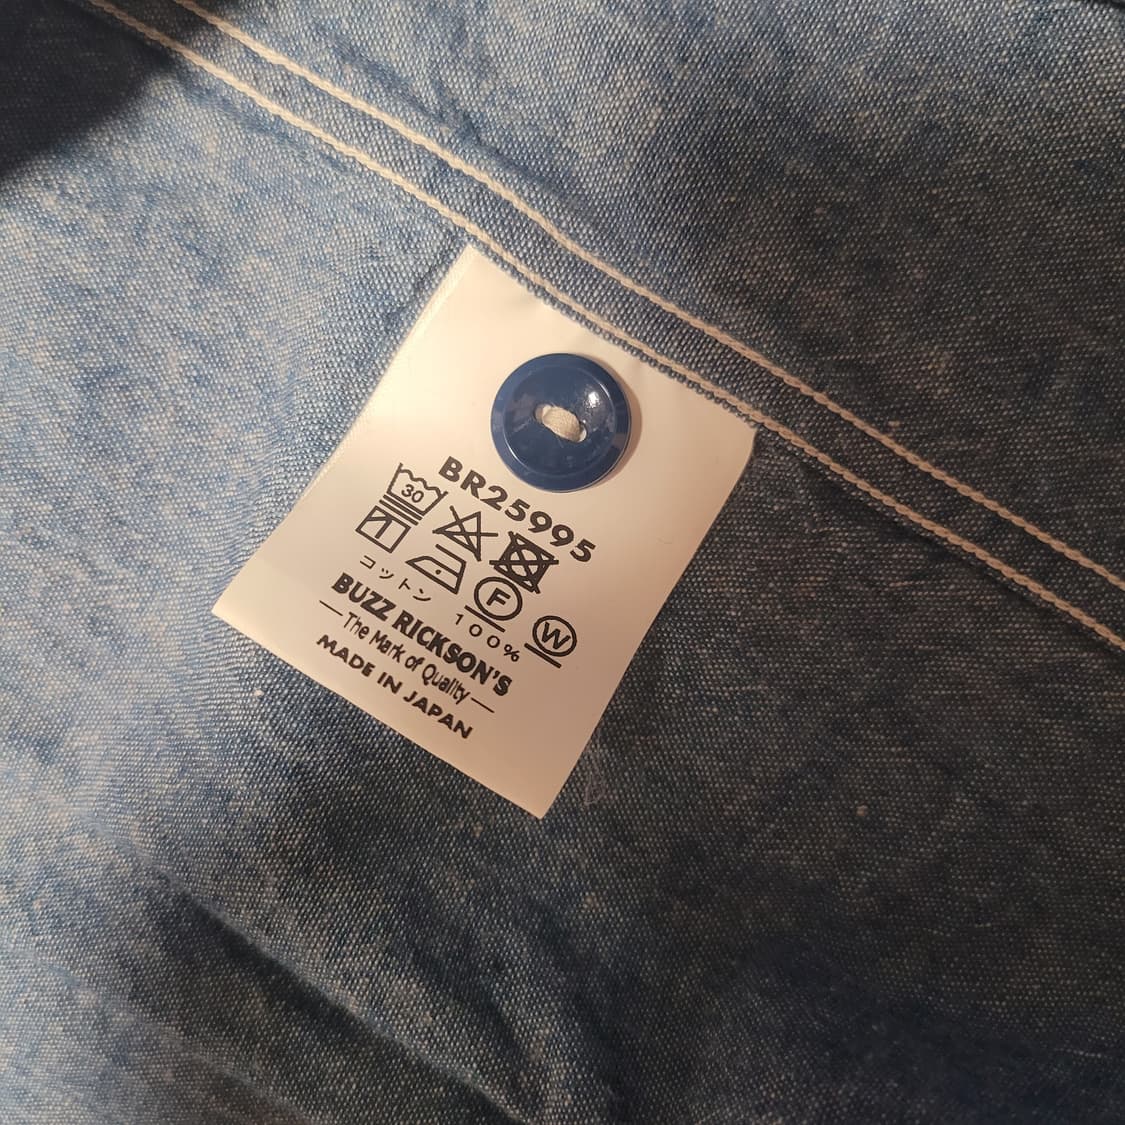 BR25995
30
F
W
コットン 100%
BUZZ RICKSON'S
—The Mark of Quality—
MADE IN JAPAN